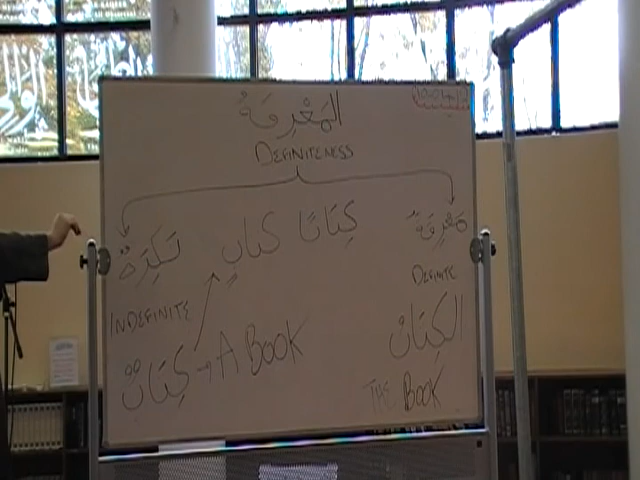 المَعْرِفَةُ
DEFINITENESS
مَعْرِفَةٌ كِتَابًا كِتَابٍ نَكِرَةٌ
DEFINITE
INDEFINITE
الكِتَابُ
كِتَابٌ → A BOOK
THE BOOK